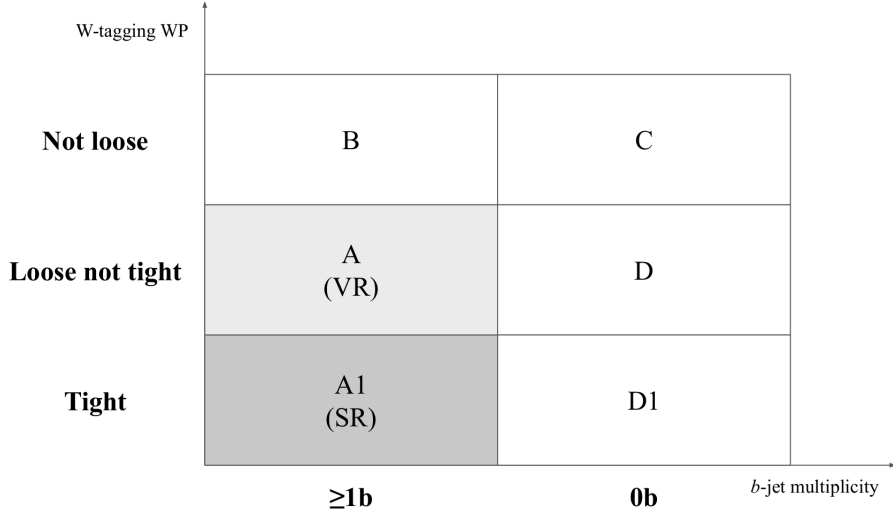 W-tagging WP
Not loose
B
C
Loose not tight
A
(VR)
D
Tight
A1
(SR)
D1
≥1b
0b
b-jet multiplicity